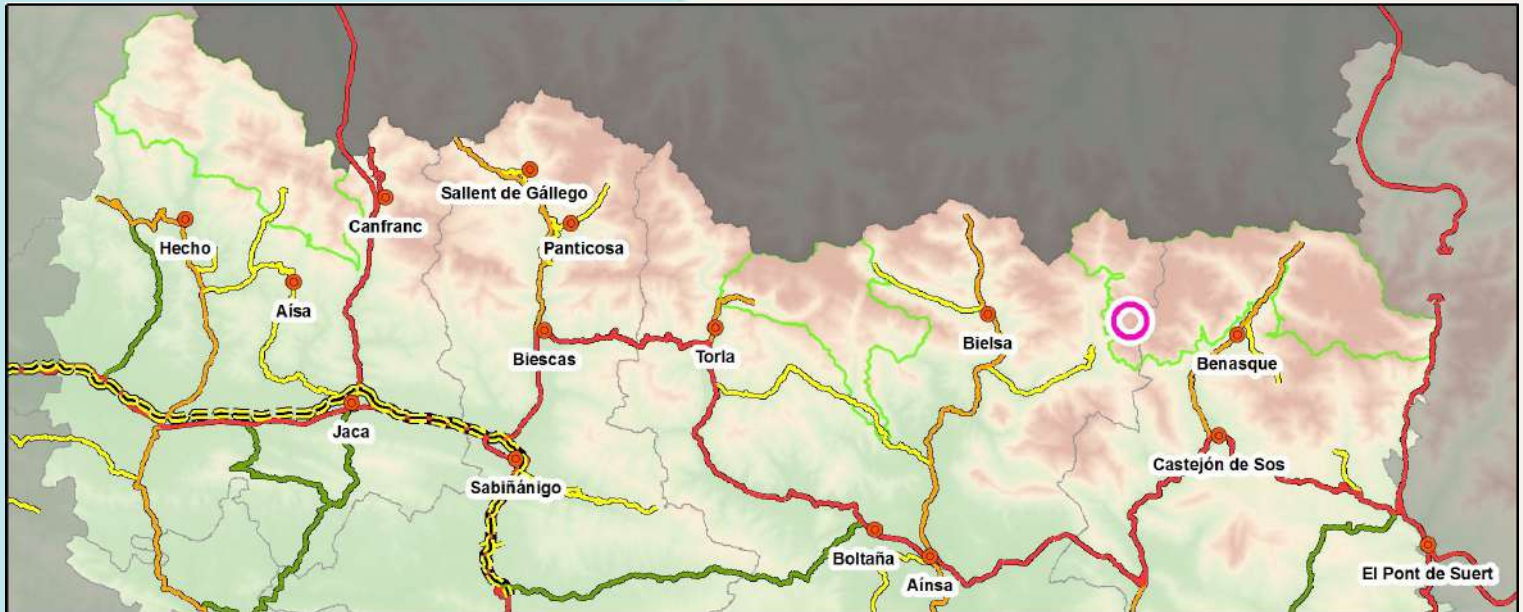 Sallent de Gállego
Canfranc
Panticosa
Hecho
Aísa
Biescas
Torla
Bielsa
Benasque
Jaca
Castejón de Sos
Sabiñánigo
Boltaña
Aínsa
El Pont de Suert